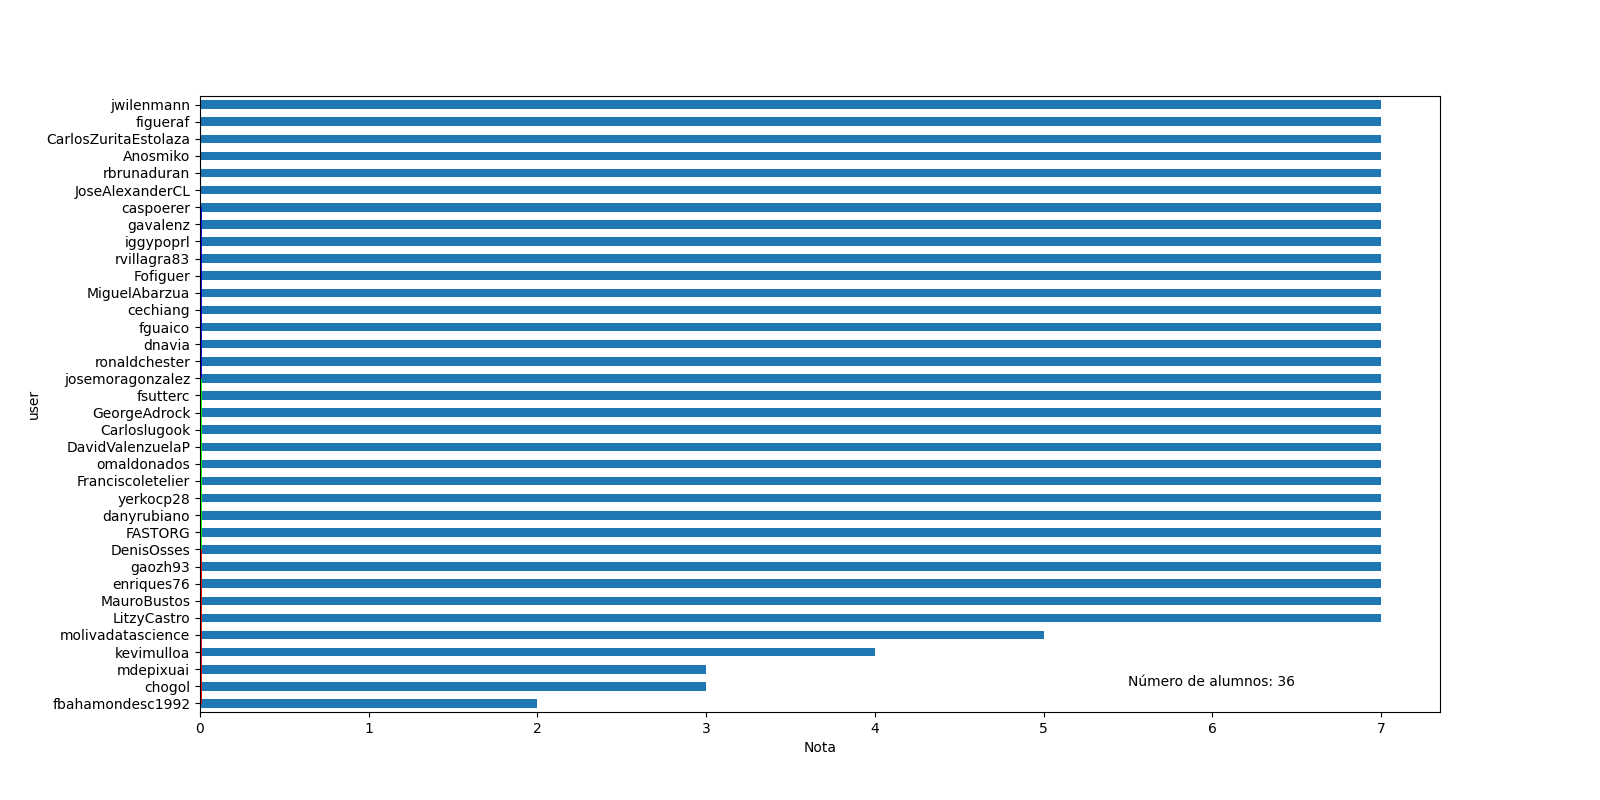 jwilenmann
figueraf
CarlosZuritaEstolaza
Anosmiko
rbrunaduran
JoseAlexanderCL
caspoerer
gavalenz
iggypoprl
rvillagra83
Fofiguer
MiguelAbarzua
cechiang
fguaico
dnavia
ronaldchester
josemoragonzalez
fsutterc
GeorgeAdrock
Carloslugook
DavidValenzuelaP
omaldonados
Franciscoletelier
yerkocp28
danyrubiano
FASTORG
DenisOsses
gaozh93
enriques76
MauroBustos
LitzyCastro
molivadatascience
kevimulloa
mdepixuai
chogol
fbahamondesc1992
user
Número de alumnos: 36
0 1 2 3 4 5 6 7
Nota